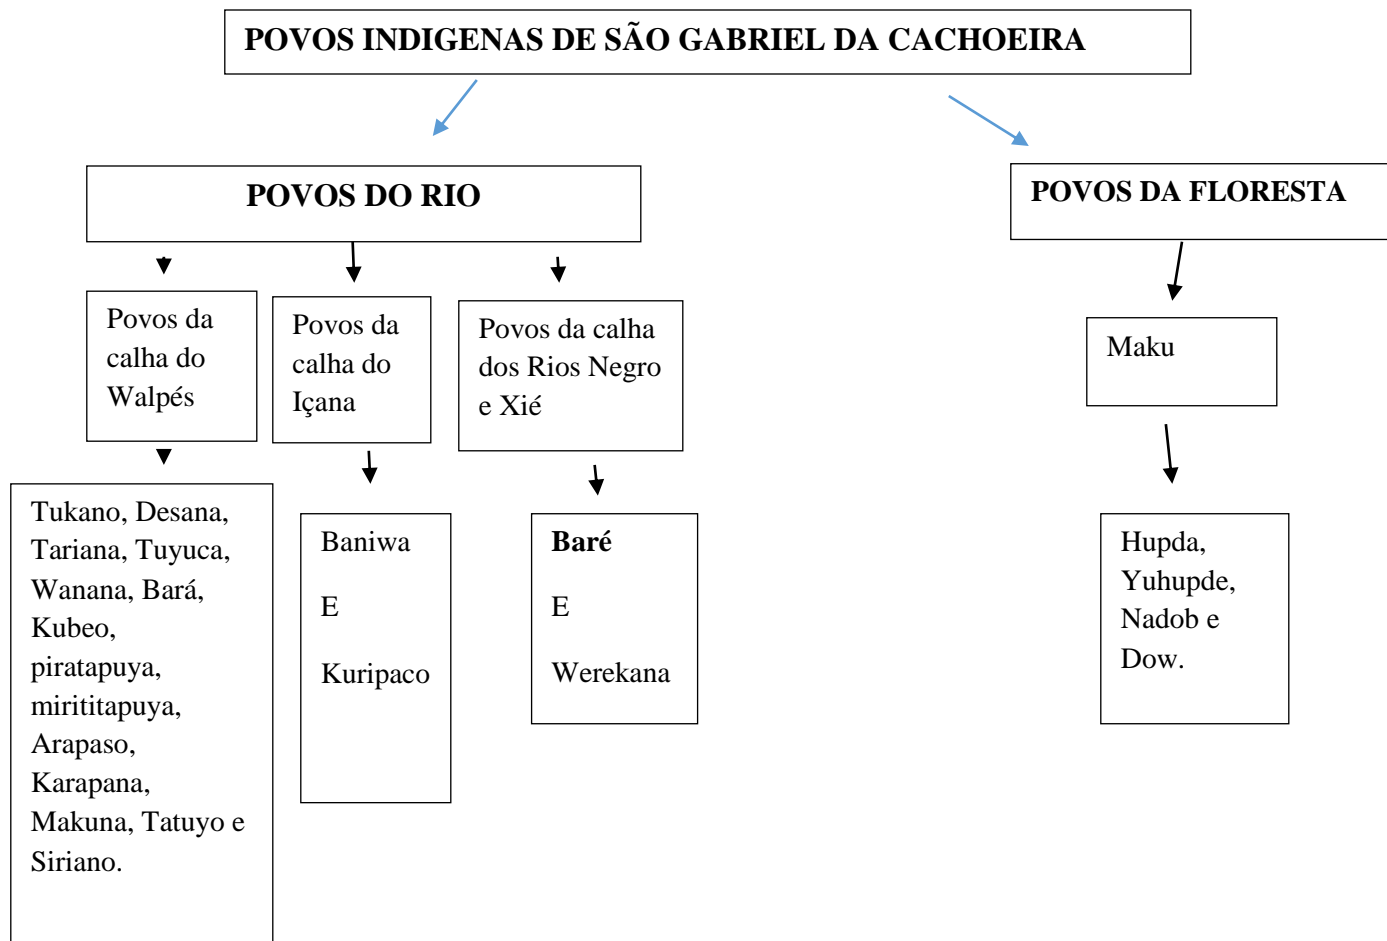 POVOS INDIGENAS DE SÃO GABRIEL DA CACHOEIRA
POVOS DO RIO
POVOS DA FLORESTA
Povos da
calha do
Walpés
Povos da
calha do
Içana
Povos da calha
dos Rios Negro
e Xié
Maku
Tukano, Desana,
Tariana, Tuyuca,
Wanana, Bará,
Kubeo,
piratapuya,
mirititapuya,
Arapaso,
Karapana,
Makuna, Tatuyo e
Siriano.
Baniwa
E
Kuripaco
Baré
E
Werekana
Hupda,
Yuhupde,
Nadob e
Dow.